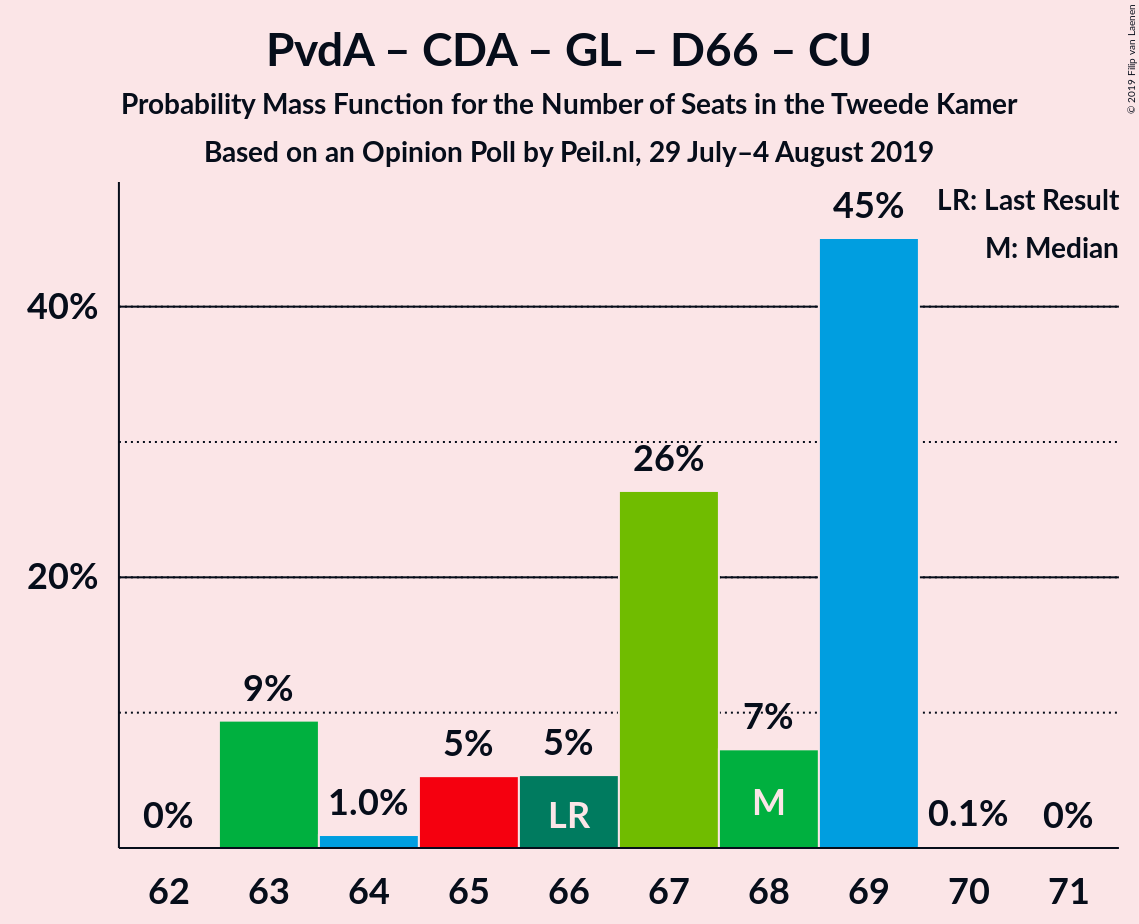 PvdA – CDA – GL – D66 – CU
Probability Mass Function for the Number of Seats in the Tweede Kamer
Based on an Opinion Poll by Peil.nl, 29 July–4 August 2019
© 2019 Filip van Laenen
LR: Last Result
M: Median
45%
40%
26%
20%
9%
7%
5%
5%
1.0%
0%
LR
M
0.1%
0%
62 63 64 65 66 67 68 69 70 71